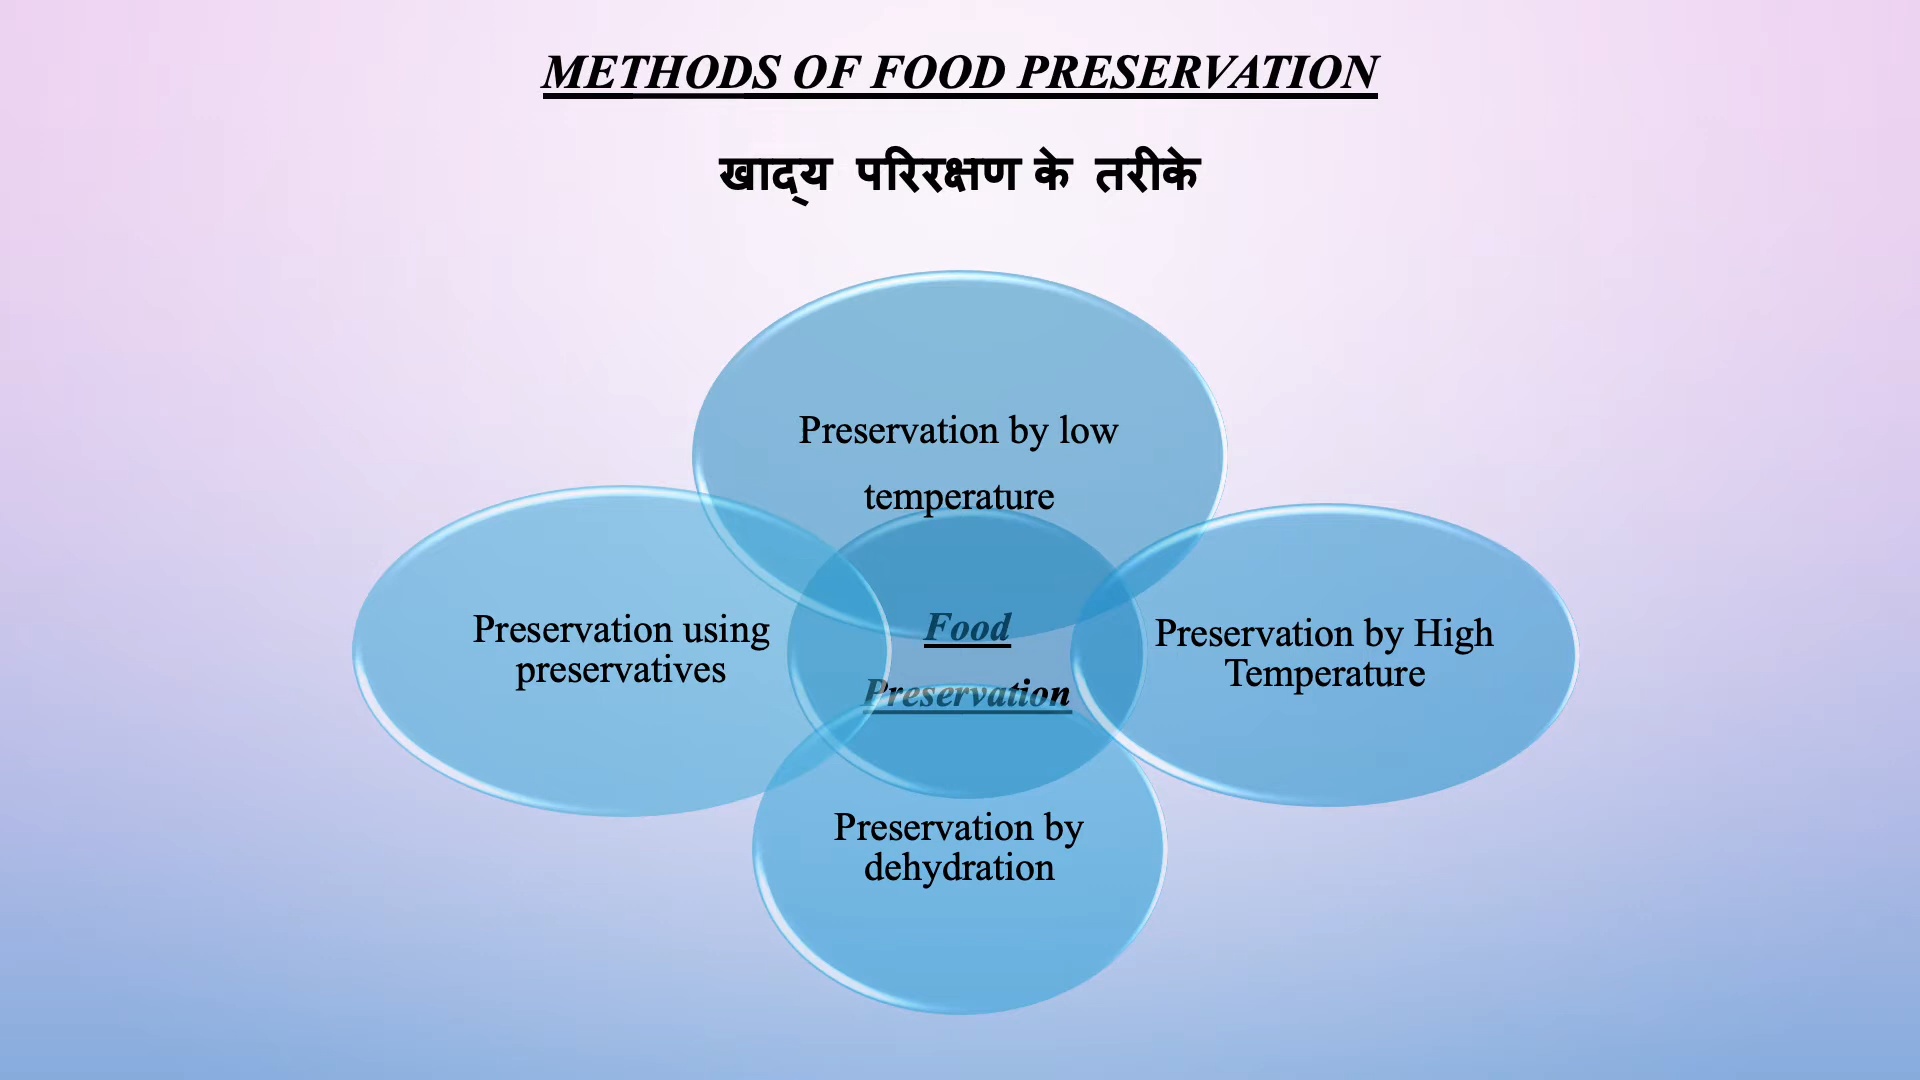 METHODS OF FOOD PRESERVATION
खाद्य परिरक्षण के तरीके
Preservation by low
temperature
Preservation using
preservatives
Food
Preservation
Preservation by High
Temperature
Preservation by
dehydration